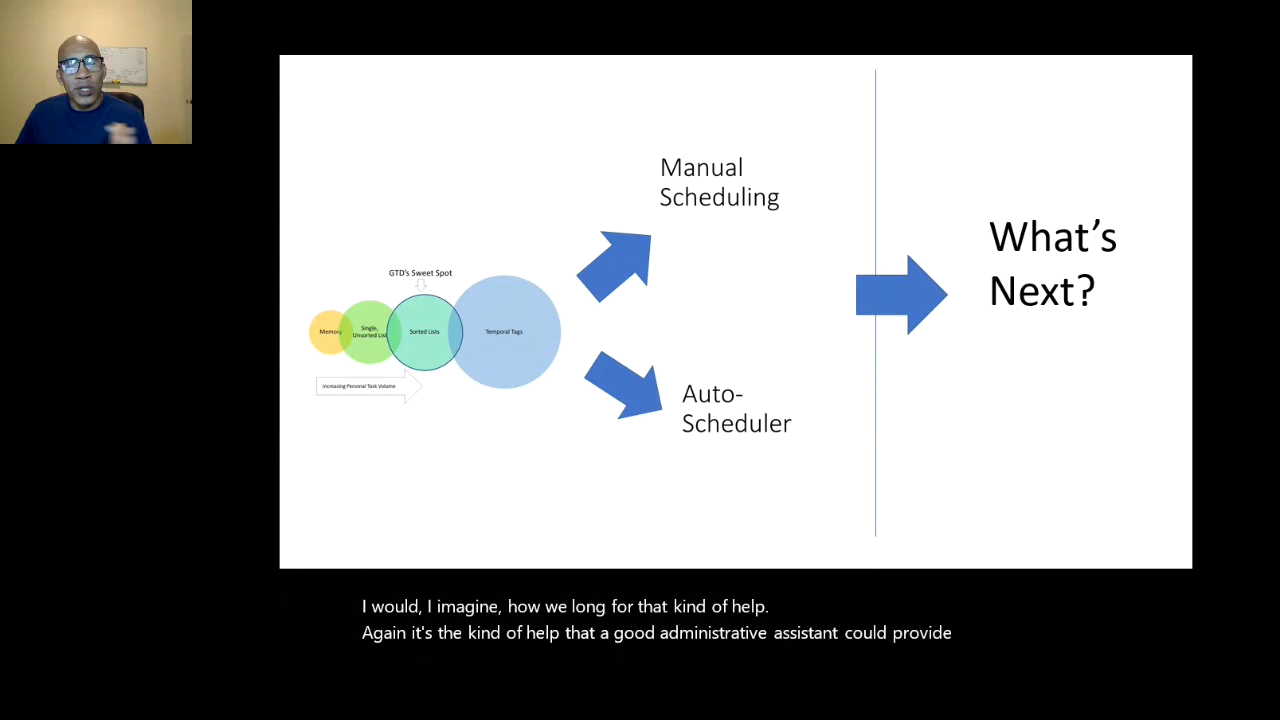 Manual
Scheduling
What's
Next?
GTD's Sweet Spot
Memory
Single,
Unsorted List
Sorted Lists
Temporal Tags
Increasing Personal Task Volume
Auto-
Scheduler
I would, I imagine, how we long for that kind of help.
Again it's the kind of help that a good administrative assistant could provide